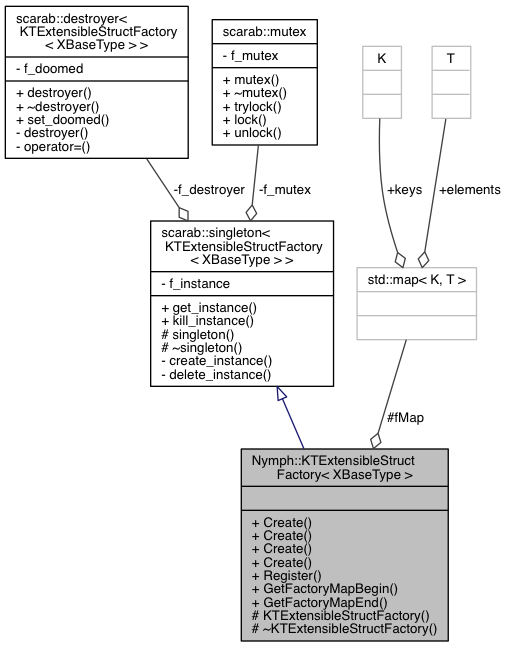 scarab::destroyer<
KTExtensibleStructFactory
< XBaseType > >
- f_doomed
+ destroyer()
+ ~destroyer()
+ set_doomed()
- destroyer()
- operator=()
scarab::mutex
- f_mutex
+ mutex()
+ ~mutex()
+ trylock()
+ lock()
+ unlock()
K
T
-f_destroyer
-f_mutex
+keys
+elements
scarab::singleton<
KTExtensibleStructFactory
< XBaseType > >
- f_instance
+ get_instance()
+ kill_instance()
# singleton()
# ~singleton()
- create_instance()
- delete_instance()
std::map< K, T >
#fMap
Nymph::KTExtensibleStruct
Factory< XBaseType >
+ Create()
+ Create()
+ Create()
+ Create()
+ Register()
+ GetFactoryMapBegin()
+ GetFactoryMapEnd()
# KTExtensibleStructFactory()
# ~KTExtensibleStructFactory()